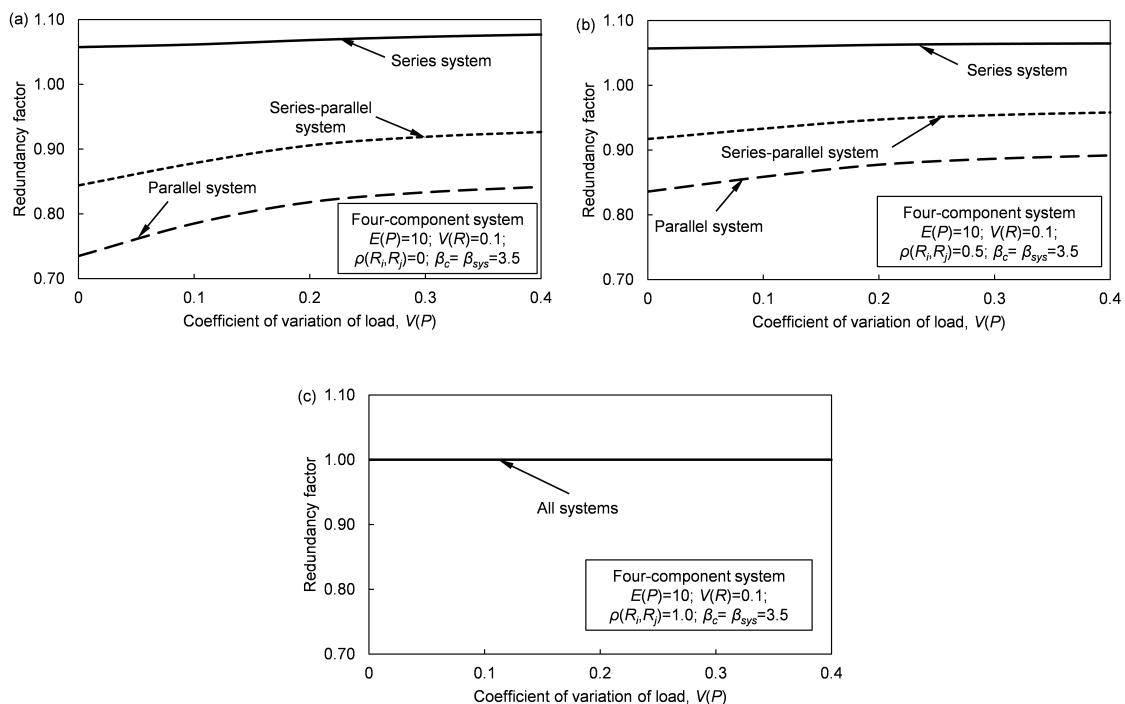 (a)
1.10
1.00
0.90
0.80
0.70
Redundancy factor
Series system
Series-parallel
system
Parallel system
Four-component system
E(P)=10; V(R)=0.1;
ρ(Ri,Rj)=0; βc= βsys=3.5
0 0.1 0.2 0.3 0.4
Coefficient of variation of load, V(P)
(b)
1.10
1.00
0.90
0.80
0.70
Redundancy factor
Series system
Series-parallel system
Parallel system
Four-component system
E(P)=10; V(R)=0.1;
ρ(Ri,Rj)=0.5; βc= βsys=3.5
0 0.1 0.2 0.3 0.4
Coefficient of variation of load, V(P)
(c)
1.10
1.00
0.90
0.80
0.70
Redundancy factor
All systems
Four-component system
E(P)=10; V(R)=0.1;
ρ(Ri,Rj)=1.0; βc= βsys=3.5
0 0.1 0.2 0.3 0.4
Coefficient of variation of load, V(P)